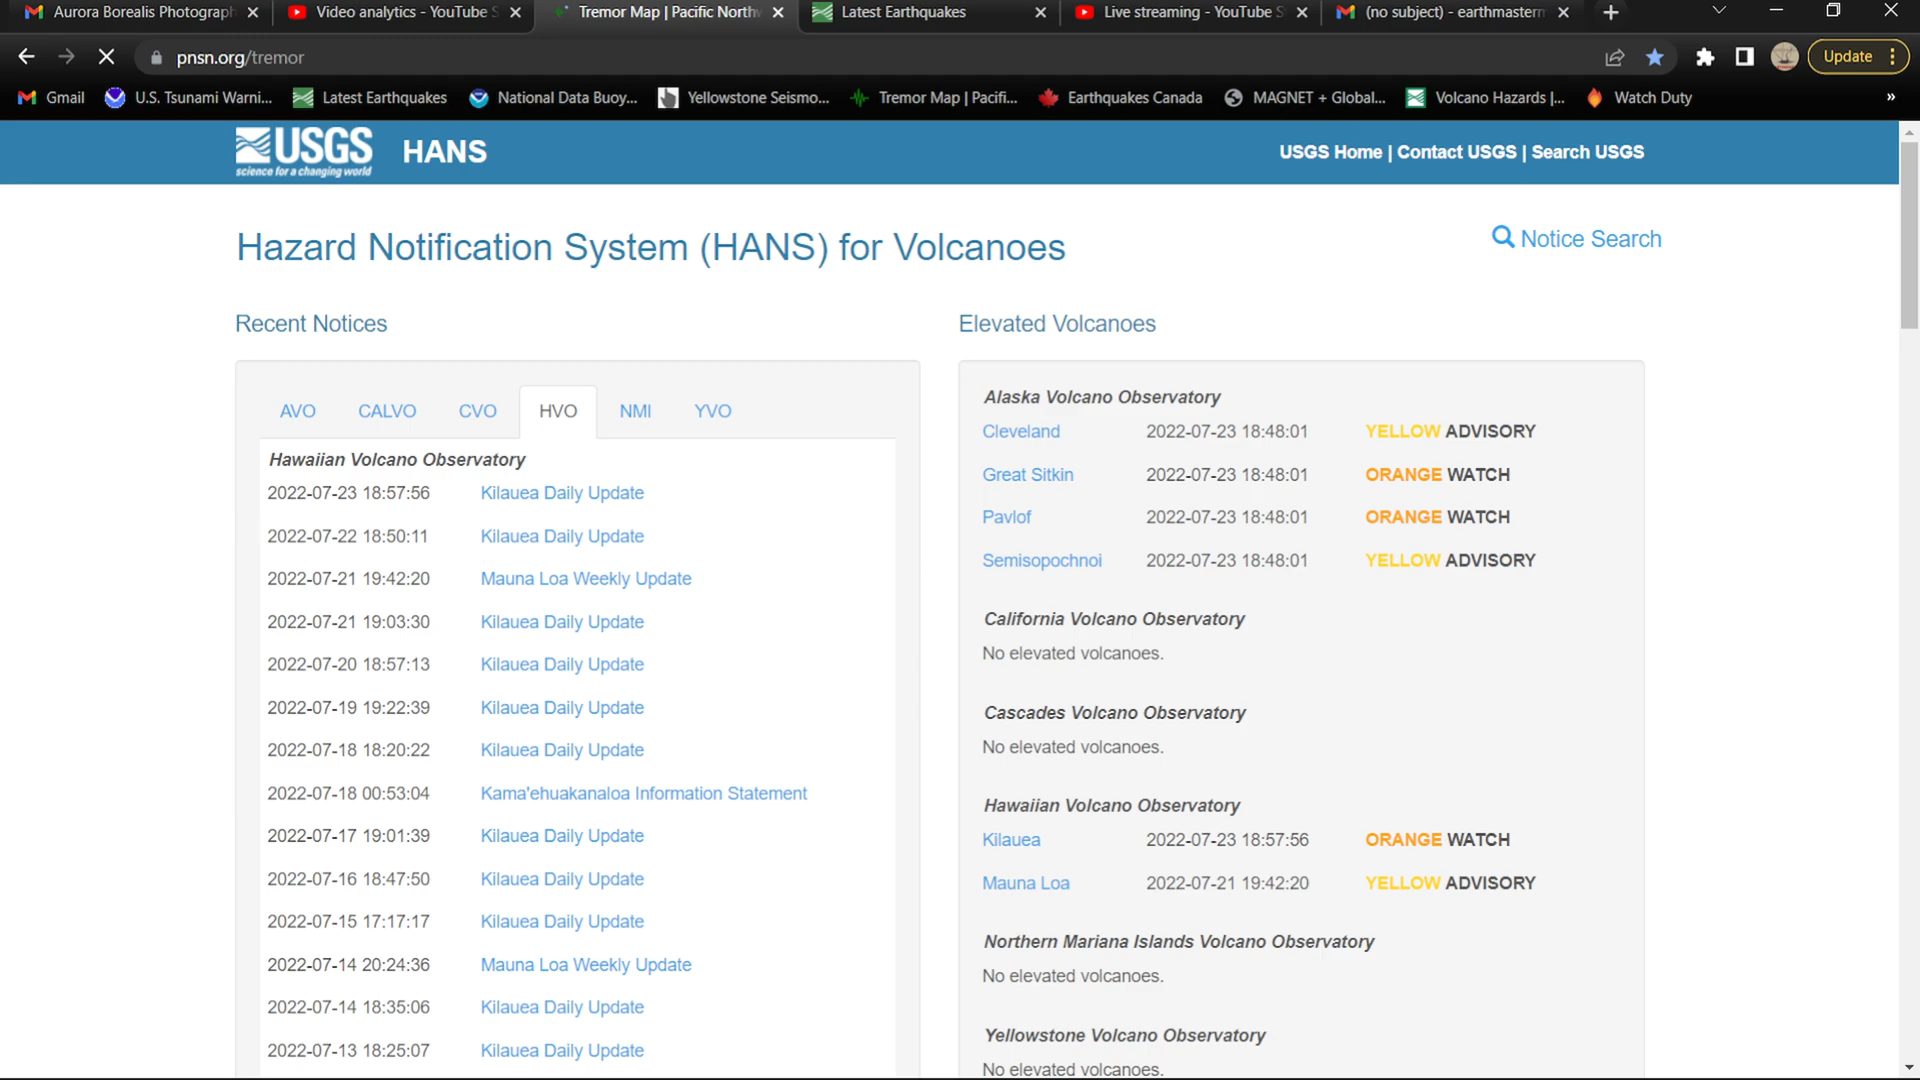 Aurora Borealis Photograph
Video analytics - YouTube S
Tremor Map | Pacific North
Latest Earthquakes
Live streaming - YouTube S
(no subject) - earthmasterm
pnsn.org/tremor
Update
Gmail
U.S. Tsunami Warni...
Latest Earthquakes
National Data Buoy...
Yellowstone Seismo...
Tremor Map | Pacifi...
Earthquakes Canada
MAGNET + Global...
Volcano Hazards |...
Watch Duty
»
USGS
science for a changing world
HANS
USGS Home | Contact USGS | Search USGS
Hazard Notification System (HANS) for Volcanoes
Notice Search
Recent Notices
AVO CALVO CVO HVO NMI YVO
Hawaiian Volcano Observatory
2022-07-23 18:57:56 Kilauea Daily Update
2022-07-22 18:50:11 Kilauea Daily Update
2022-07-21 19:42:20 Mauna Loa Weekly Update
2022-07-21 19:03:30 Kilauea Daily Update
2022-07-20 18:57:13 Kilauea Daily Update
2022-07-19 19:22:39 Kilauea Daily Update
2022-07-18 18:20:22 Kilauea Daily Update
2022-07-18 00:53:04 Kama'ehuakanaloa Information Statement
2022-07-17 19:01:39 Kilauea Daily Update
2022-07-16 18:47:50 Kilauea Daily Update
2022-07-15 17:17:17 Kilauea Daily Update
2022-07-14 20:24:36 Mauna Loa Weekly Update
2022-07-14 18:35:06 Kilauea Daily Update
2022-07-13 18:25:07 Kilauea Daily Update
Elevated Volcanoes
Alaska Volcano Observatory
Cleveland 2022-07-23 18:48:01 YELLOW ADVISORY
Great Sitkin 2022-07-23 18:48:01 ORANGE WATCH
Pavlof 2022-07-23 18:48:01 ORANGE WATCH
Semisopochnoi 2022-07-23 18:48:01 YELLOW ADVISORY
California Volcano Observatory
No elevated volcanoes.
Cascades Volcano Observatory
No elevated volcanoes.
Hawaiian Volcano Observatory
Kilauea 2022-07-23 18:57:56 ORANGE WATCH
Mauna Loa 2022-07-21 19:42:20 YELLOW ADVISORY
Northern Mariana Islands Volcano Observatory
No elevated volcanoes.
Yellowstone Volcano Observatory
No elevated volcanoes.